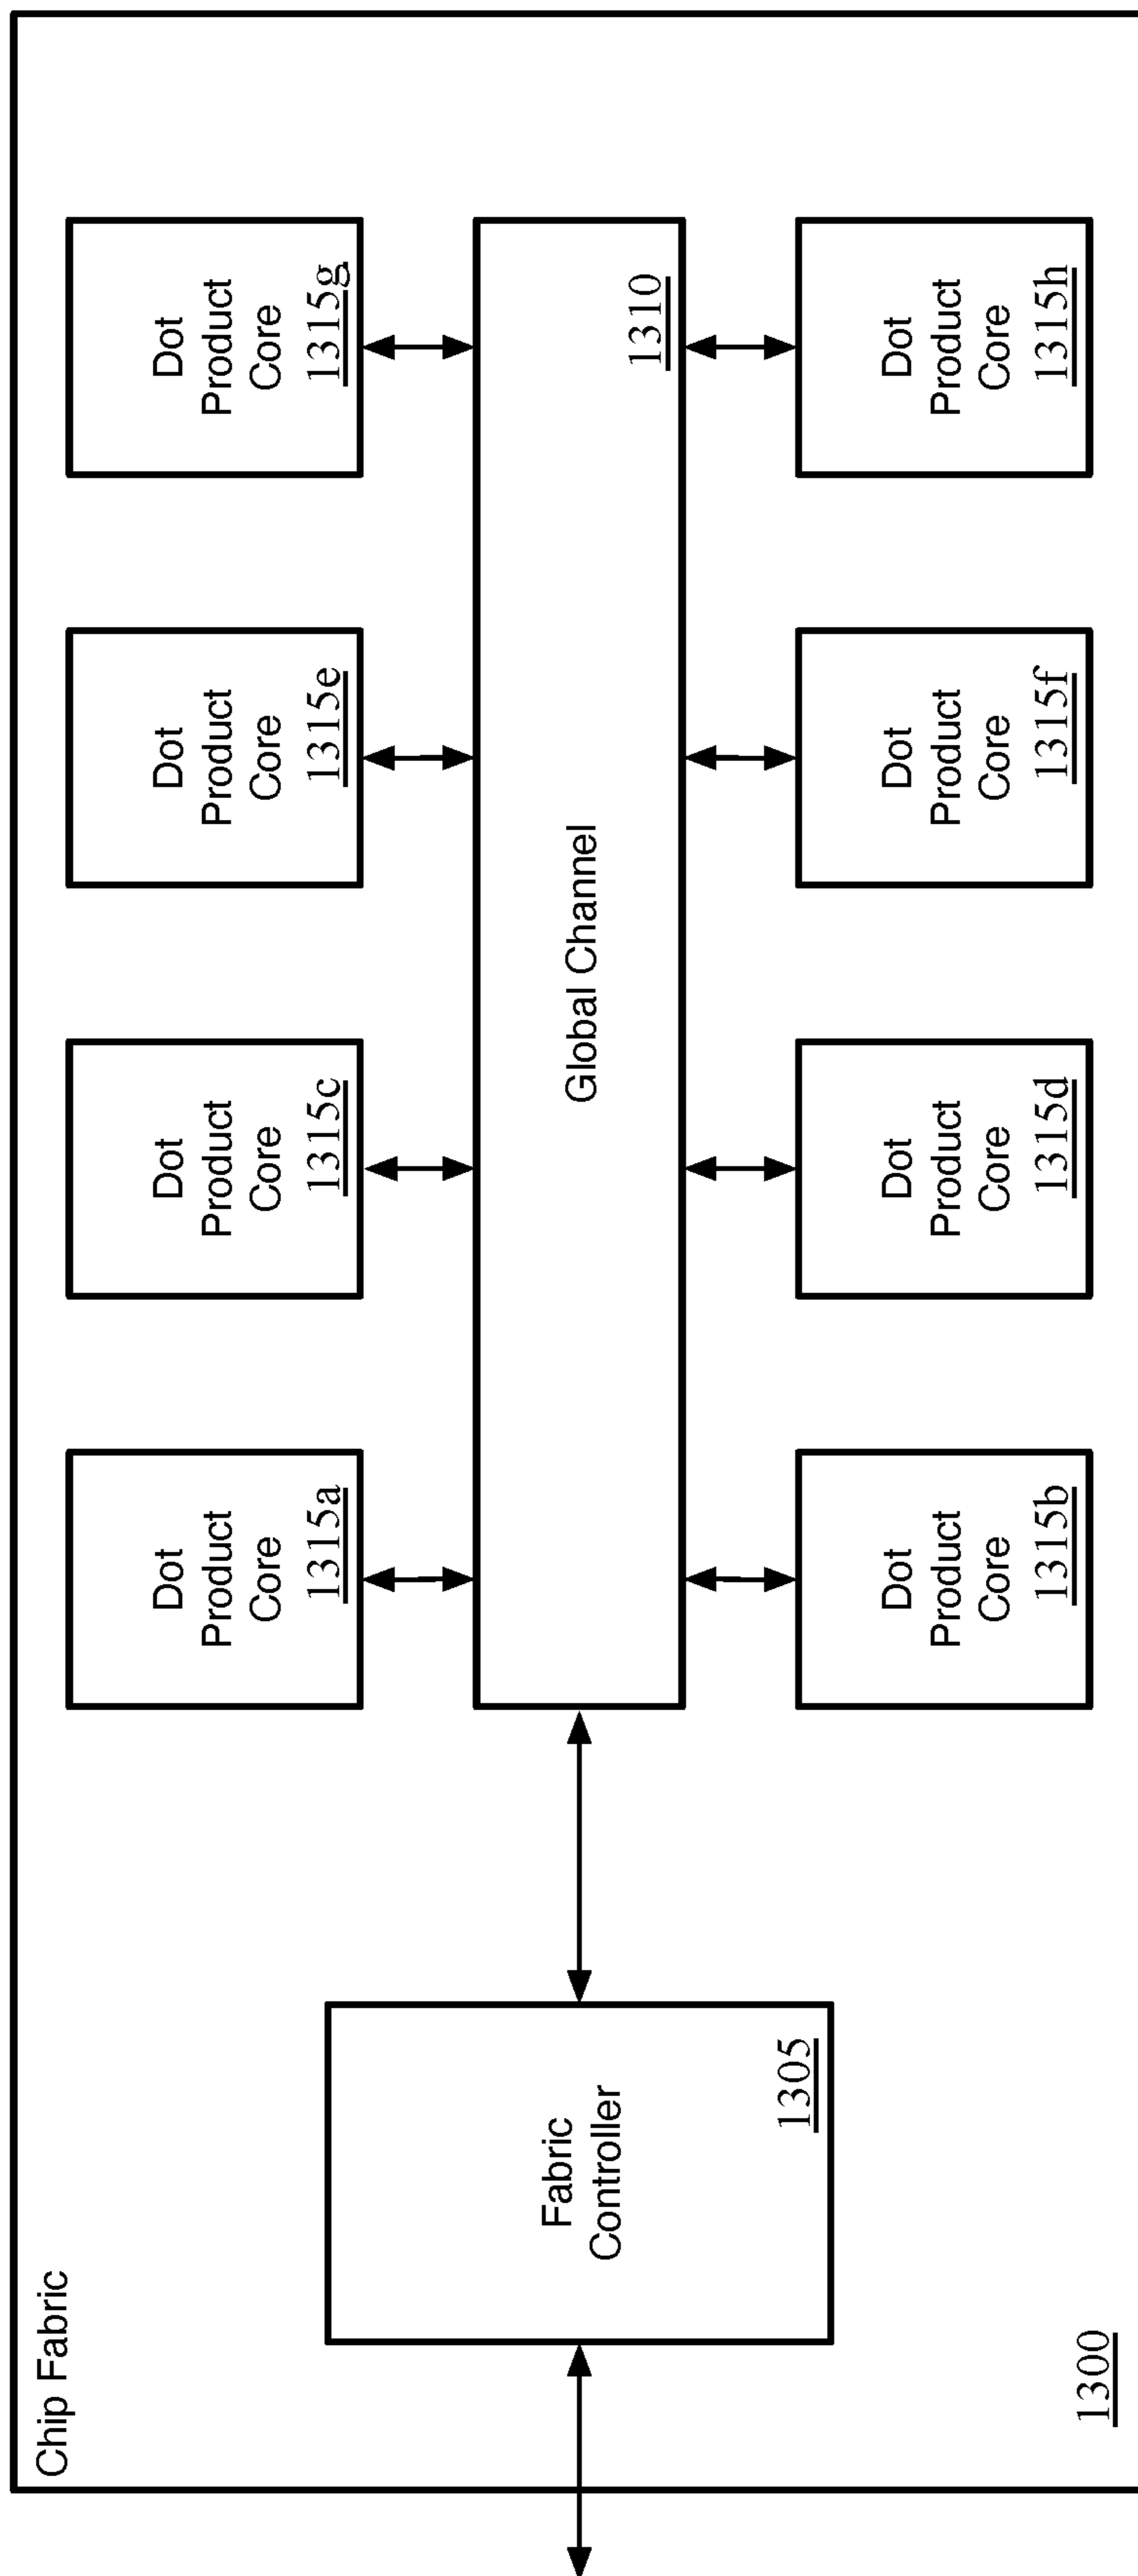 Chip Fabric
Dot
Product
Core
1315a
Dot
Product
Core
1315c
Dot
Product
Core
1315e
Dot
Product
Core
1315g
Fabric
Controller
1305
Global Channel
1310
Dot
Product
Core
1315b
Dot
Product
Core
1315d
Dot
Product
Core
1315f
Dot
Product
Core
1315h
1300